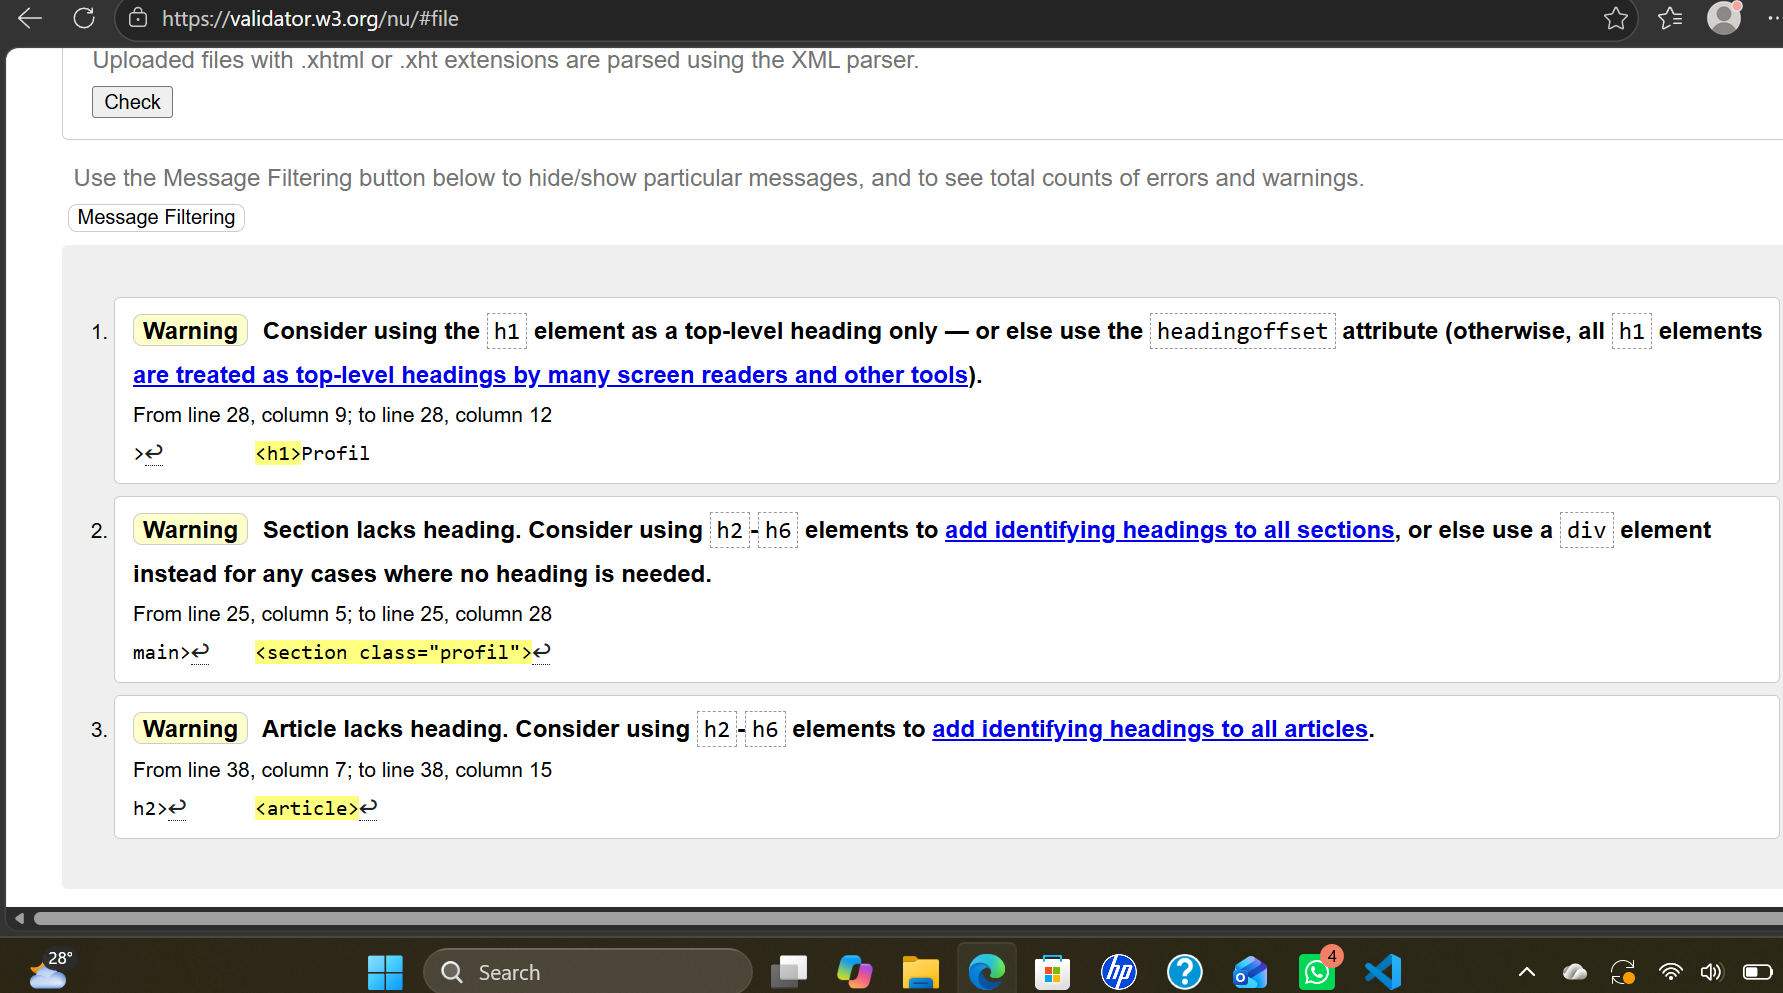 https://validator.w3.org/nu/#file
Uploaded files with .xhtml or .xht extensions are parsed using the XML parser.
Check
Use the Message Filtering button below to hide/show particular messages, and to see total counts of errors and warnings.
Message Filtering
1. Warning Consider using the h1 element as a top-level heading only — or else use the headingoffset attribute (otherwise, all h1 elements
are treated as top-level headings by many screen readers and other tools).
From line 28, column 9; to line 28, column 12
>↩ <h1>Profil
2. Warning Section lacks heading. Consider using h2-h6 elements to add identifying headings to all sections, or else use a div element
instead for any cases where no heading is needed.
From line 25, column 5; to line 25, column 28
main>↩ <section class="profil">↩
3. Warning Article lacks heading. Consider using h2-h6 elements to add identifying headings to all articles.
From line 38, column 7; to line 38, column 15
h2>↩ <article>↩
28°
Search
hp
4